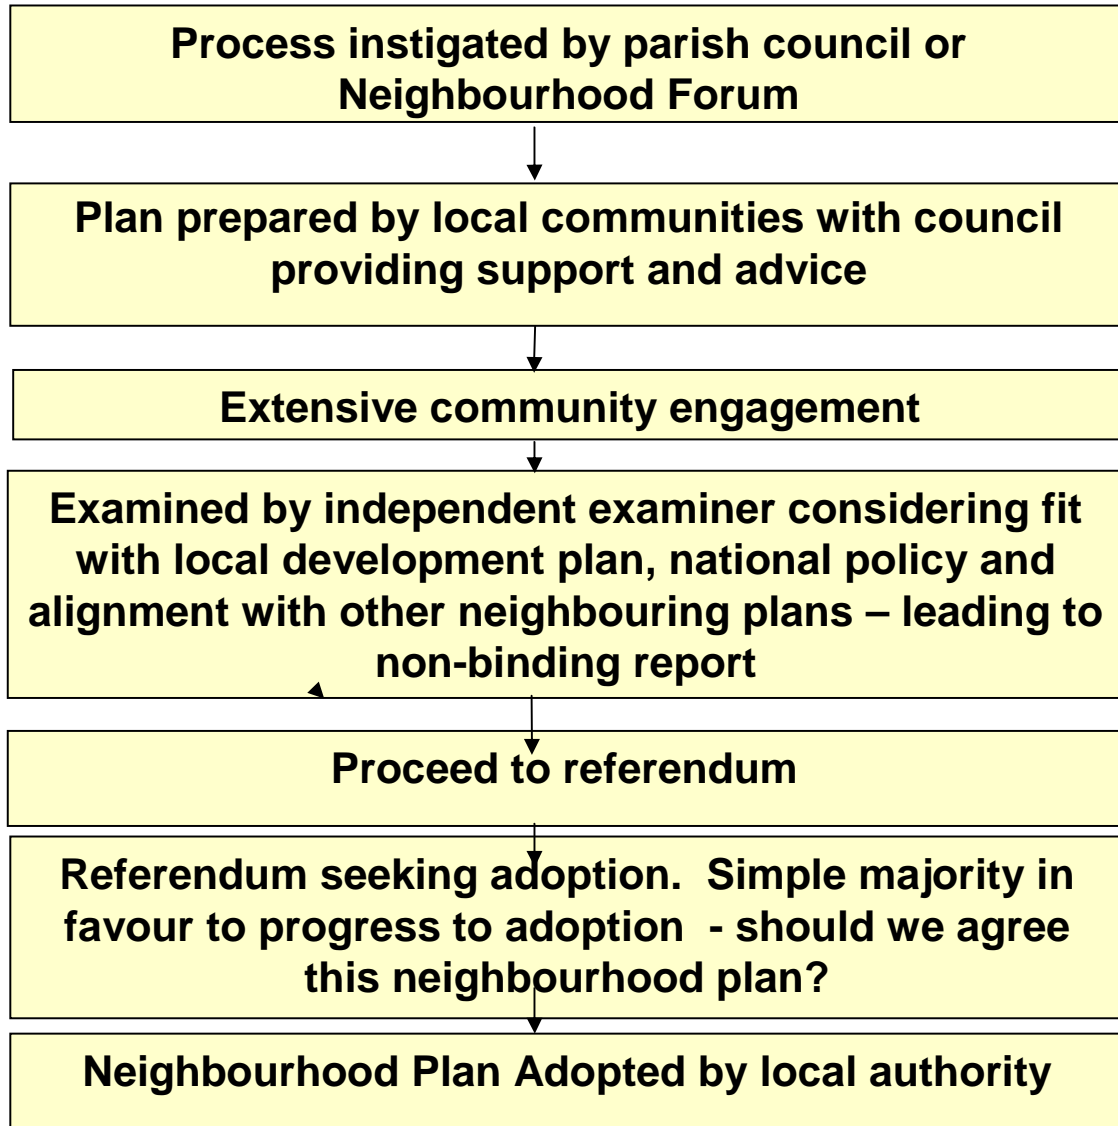 Process instigated by parish council or
Neighbourhood Forum
Plan prepared by local communities with council
providing support and advice
Extensive community engagement
Examined by independent examiner considering fit
with local development plan, national policy and
alignment with other neighbouring plans – leading to
non-binding report
Proceed to referendum
Referendum seeking adoption.  Simple majority in
favour to progress to adoption  - should we agree
this neighbourhood plan?
Neighbourhood Plan Adopted by local authority